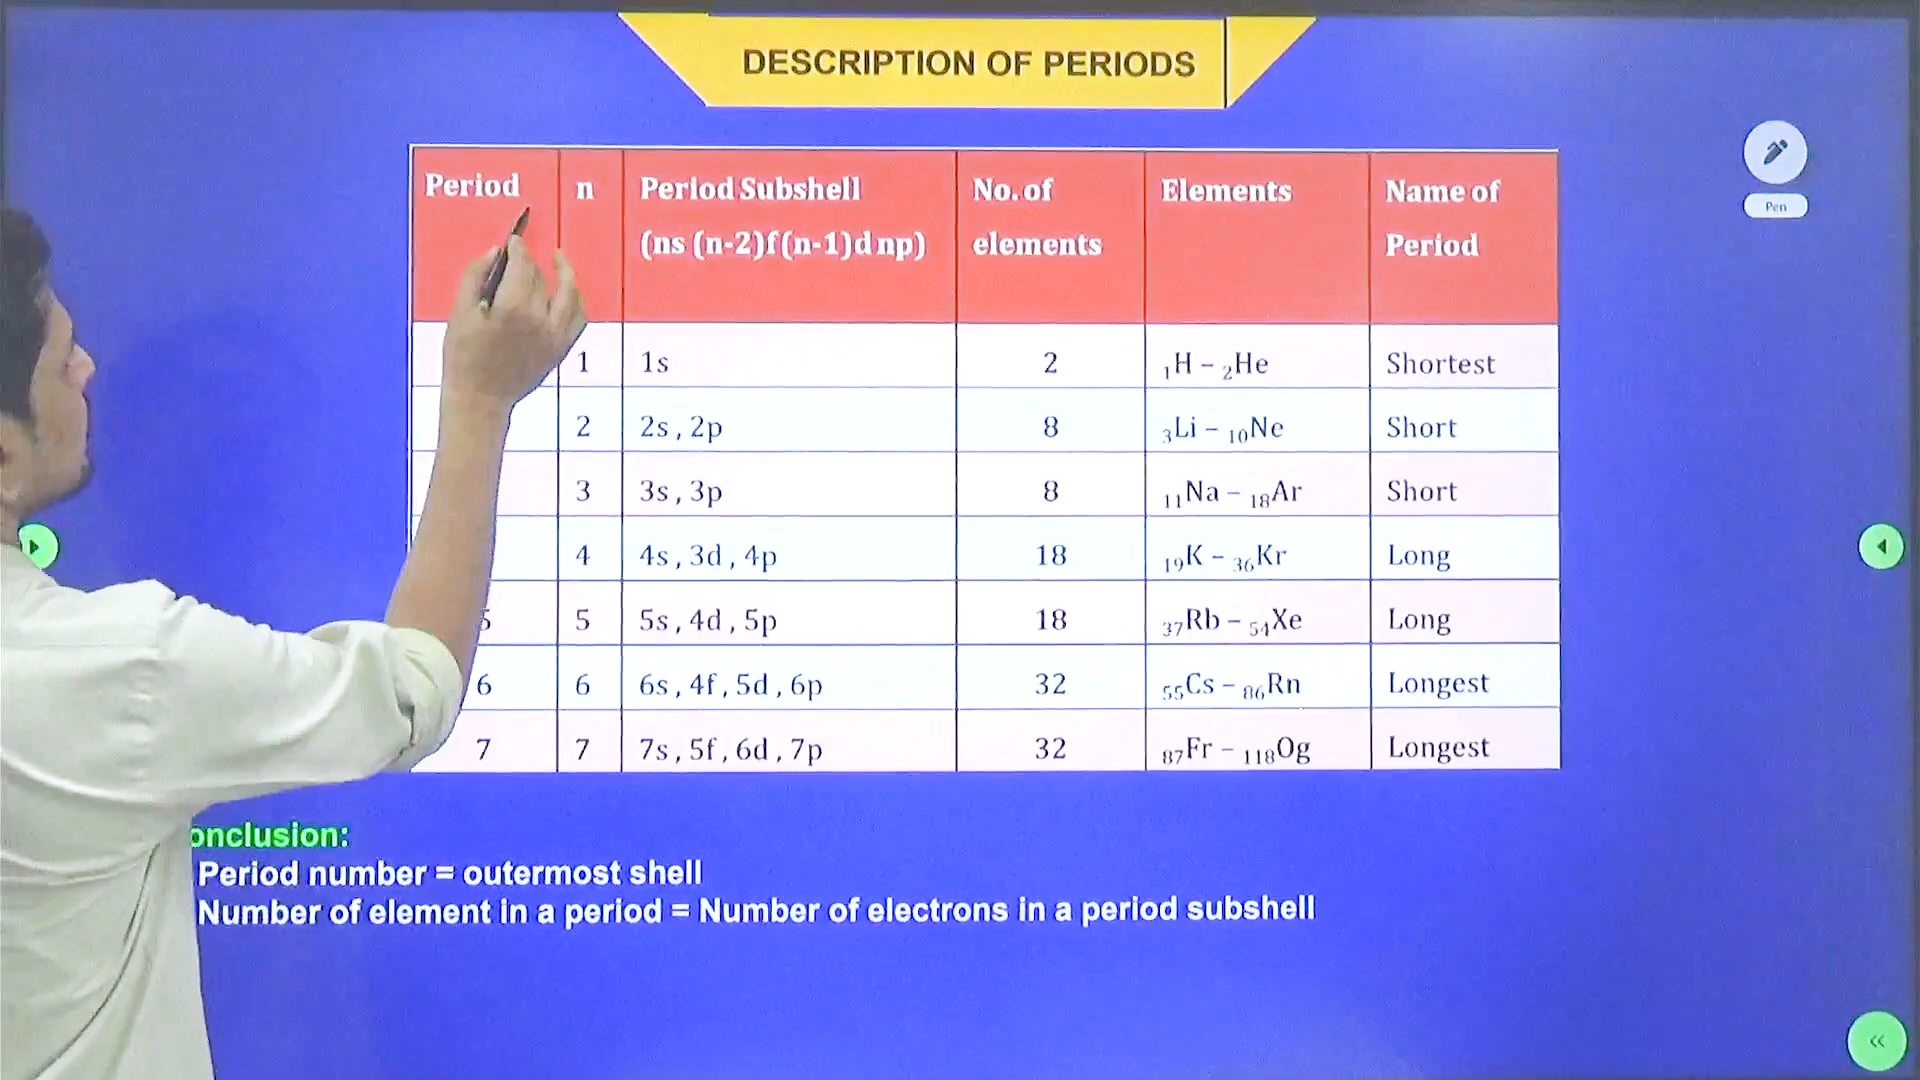 DESCRIPTION OF PERIODS
Pen
Period n Period Subshell No. of Elements Name of
(ns (n-2)f(n-1)d np) elements Period
1 1s 2 ₁H – ₂He Shortest
2 2s , 2p 8 ₃Li – ₁₀Ne Short
3 3s , 3p 8 ₁₁Na – ₁₈Ar Short
4 4s , 3d , 4p 18 ₁₉K – ₃₆Kr Long
5 5 5s , 4d , 5p 18 ₃₇Rb – ₅₄Xe Long
6 6 6s , 4f , 5d , 6p 32 ₅₅Cs – ₈₆Rn Longest
7 7 7s , 5f , 6d , 7p 32 ₈₇Fr – ₁₁₈Og Longest
onclusion:
Period number = outermost shell
Number of element in a period = Number of electrons in a period subshell